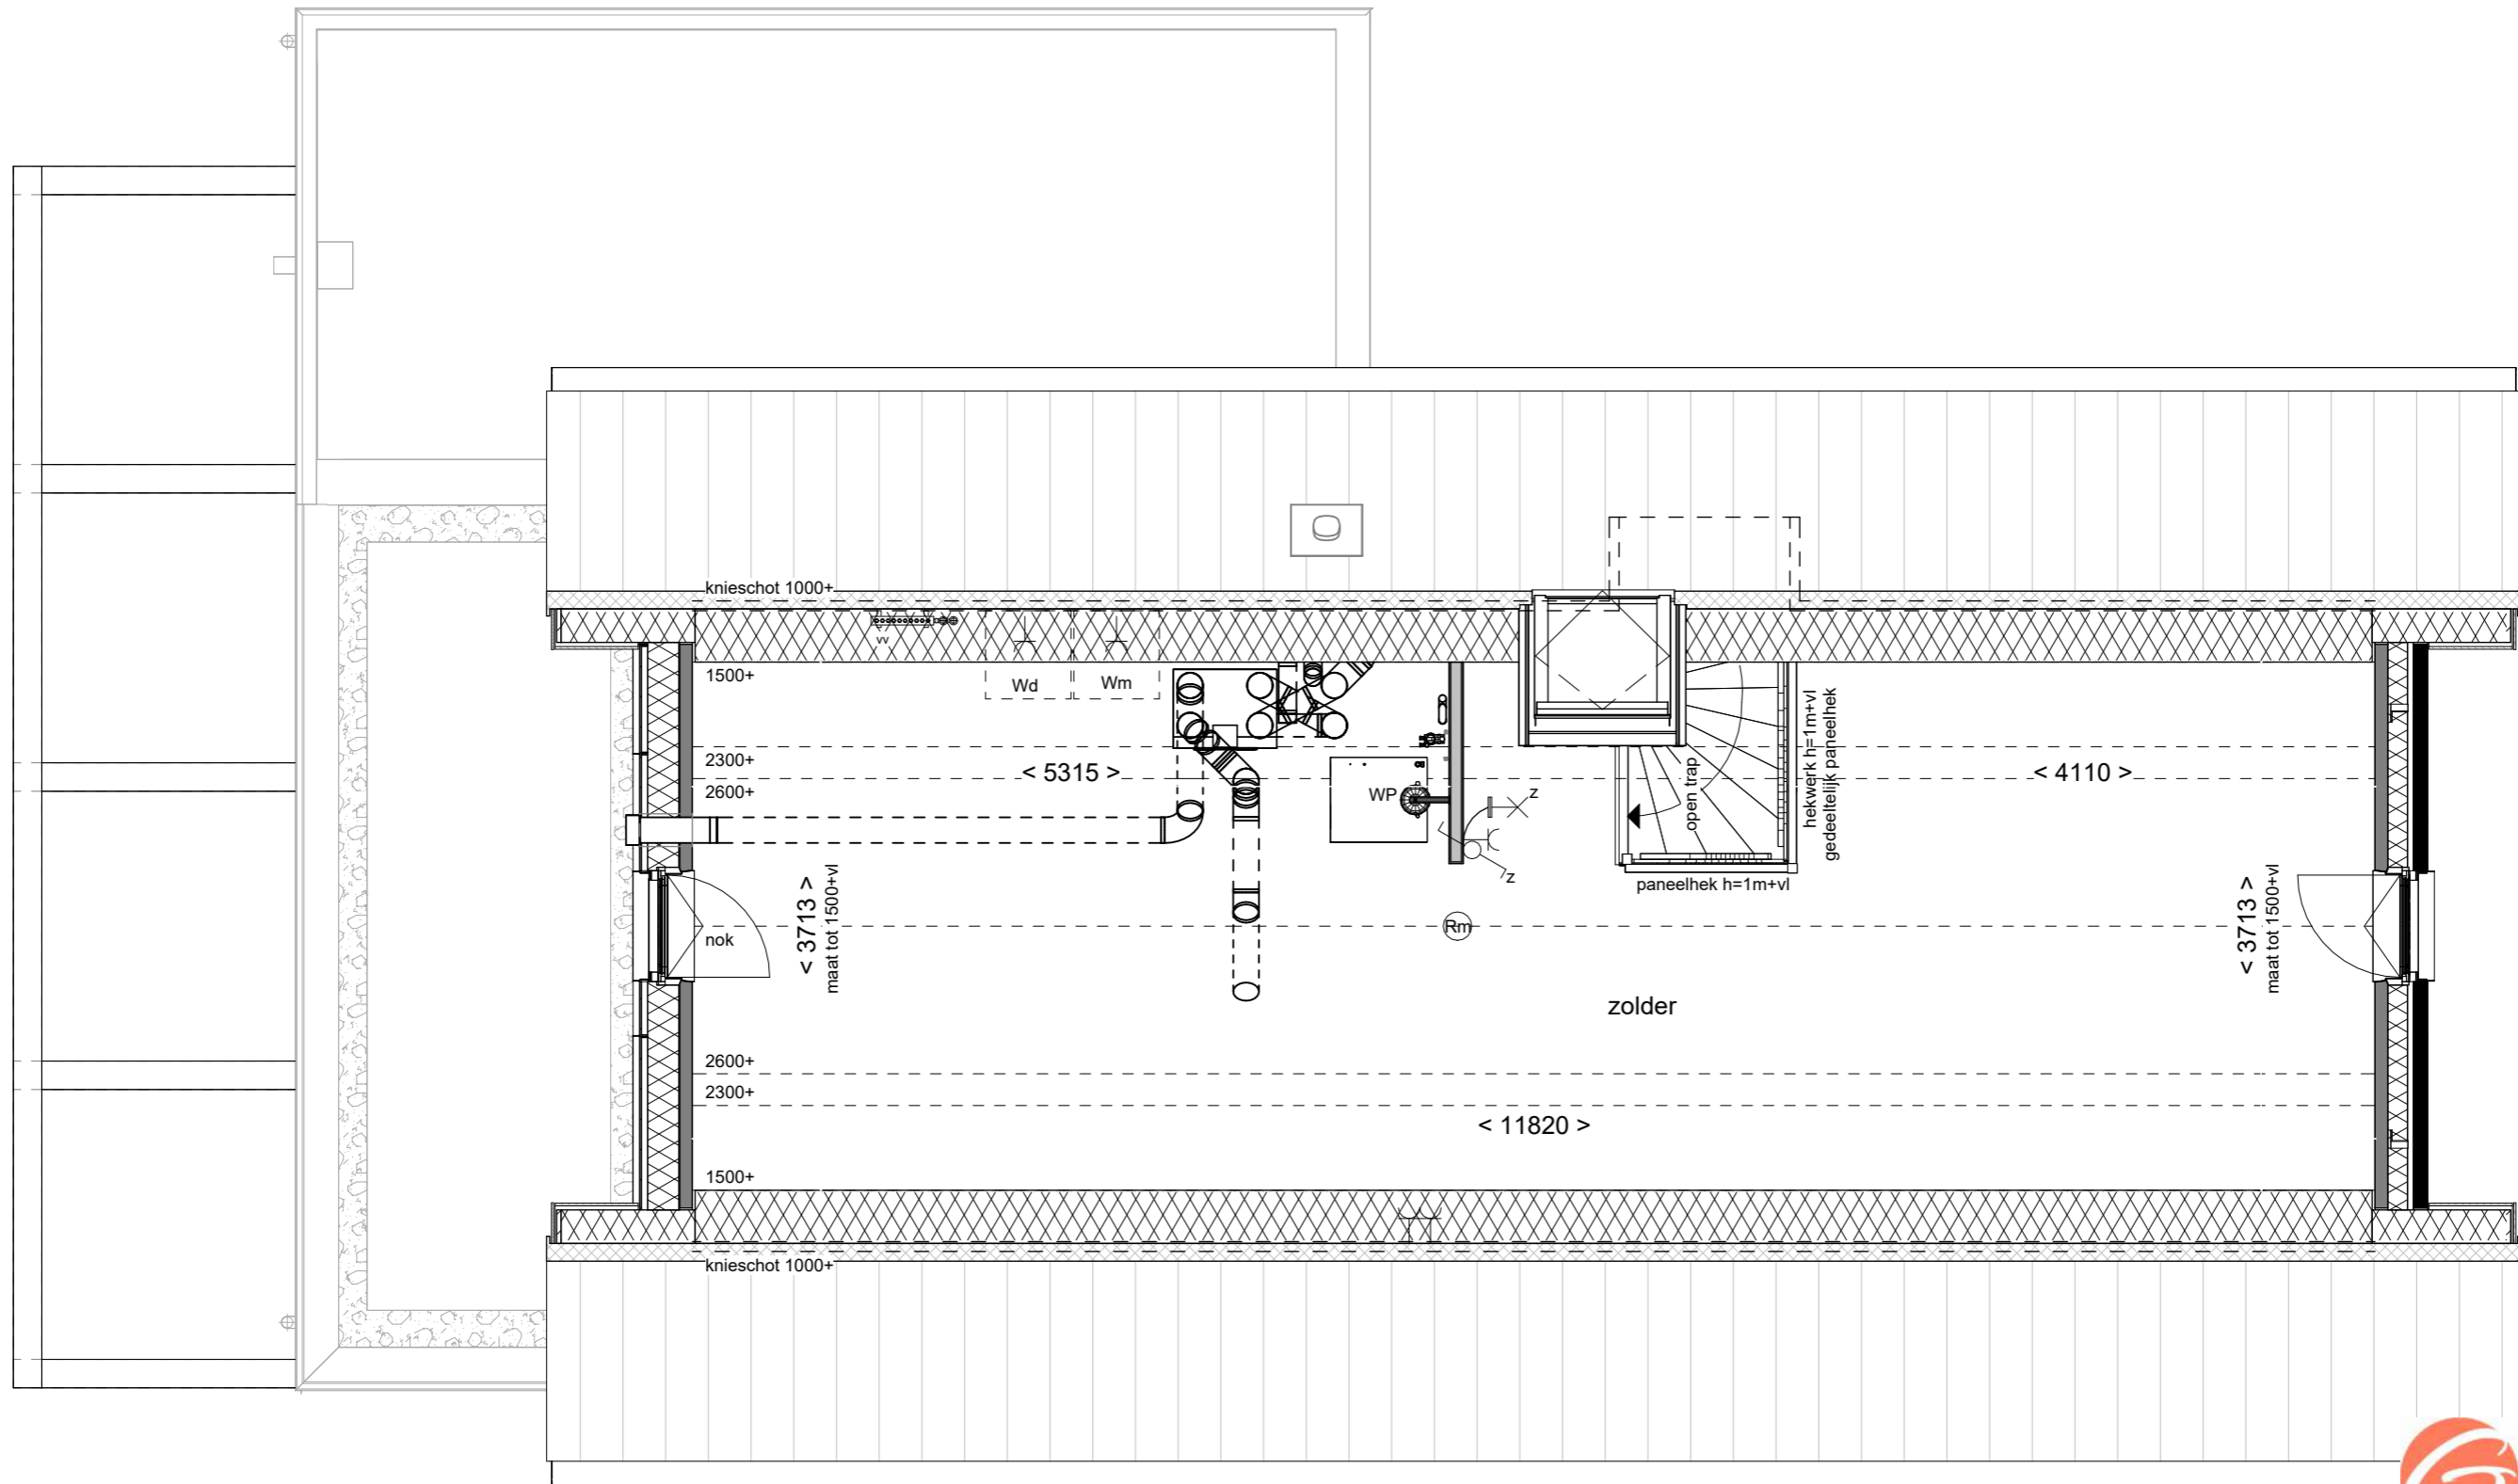 knieschot 1000+
vv
Wd
Wm
1500+
2300+
< 5315 >
2600+
WP
z
z
open trap
hekwerk h=1m+vl
gedeeltelijk paneelhek
< 4110 >
paneelhek h=1m+vl
nok
< 3713 >
maat tot 1500+vl
Rm
< 3713 >
maat tot 1500+vl
zolder
2600+
2300+
< 11820 >
1500+
knieschot 1000+